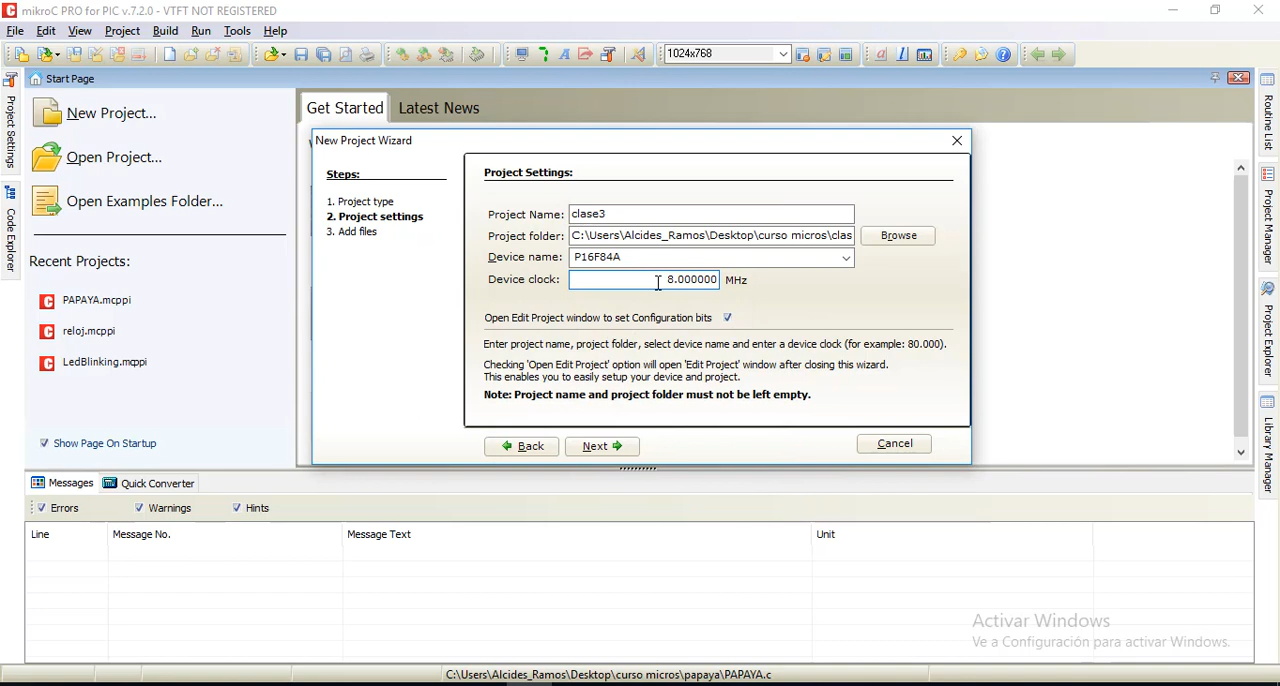 mikroC PRO for PIC v.7.2.0 - VTFT NOT REGISTERED
File Edit View Project Build Run Tools Help
1024x768
Start Page
Project Settings
Code Explorer
New Project...
Open Project...
Open Examples Folder...
Recent Projects:
PAPAYA.mcppi
reloj.mcppi
LedBlinking.mcppi
Show Page On Startup
Get Started
Latest News
New Project Wizard
Steps:
1. Project type
2. Project settings
3. Add files
Project Settings:
Project Name: clase3
Project folder: C:\Users\Alcides_Ramos\Desktop\curso micros\clas Browse
Device name: P16F84A
Device clock: 8.000000 MHz
Open Edit Project window to set Configuration bits
Enter project name, project folder, select device name and enter a device clock (for example: 80.000).
Checking 'Open Edit Project' option will open 'Edit Project' window after closing this wizard.
This enables you to easily setup your device and project.
Note: Project name and project folder must not be left empty.
Back Next Cancel
Routine List
Project Manager
Project Explorer
Library Manager
Messages Quick Converter
Errors Warnings Hints
Line Message No. Message Text Unit
Activar Windows
Ve a Configuración para activar Windows.
C:\Users\Alcides_Ramos\Desktop\curso micros\papaya\PAPAYA.c